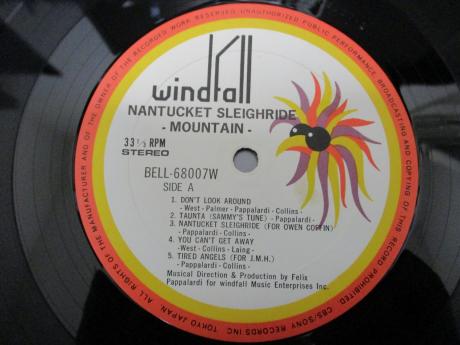 windfall
NANTUCKET SLEIGHRIDE
- MOUNTAIN -
33⅓ RPM
STEREO
BELL-68007W
SIDE A
1. DON'T LOOK AROUND
-West - Palmer-Pappalardi - Collins-
2. TAUNTA (SAMMY'S TUNE) -Pappalardi-
3. NANTUCKET SLEIGHRIDE (FOR OWEN COFFIN)
-Pappalardi - Collins-
4. YOU CAN'T GET AWAY
-West - Collins - Laing-
5. TIRED ANGELS (FOR J.M.H.)
-Pappalardi - Collins-
Musical Direction & Production by Felix
Pappalardi for windfall Music Enterprises Inc.
ALL RIGHTS OF THE MANUFACTURER AND OF THE OWNER OF THE RECORDED WORK RESERVED UNAUTHORIZED PUBLIC PERFORMANCE, BROADCASTING AND COPYING OF THIS RECORD PROHIBITED.
CBS/SONY RECORDS INC. TOKYO JAPAN